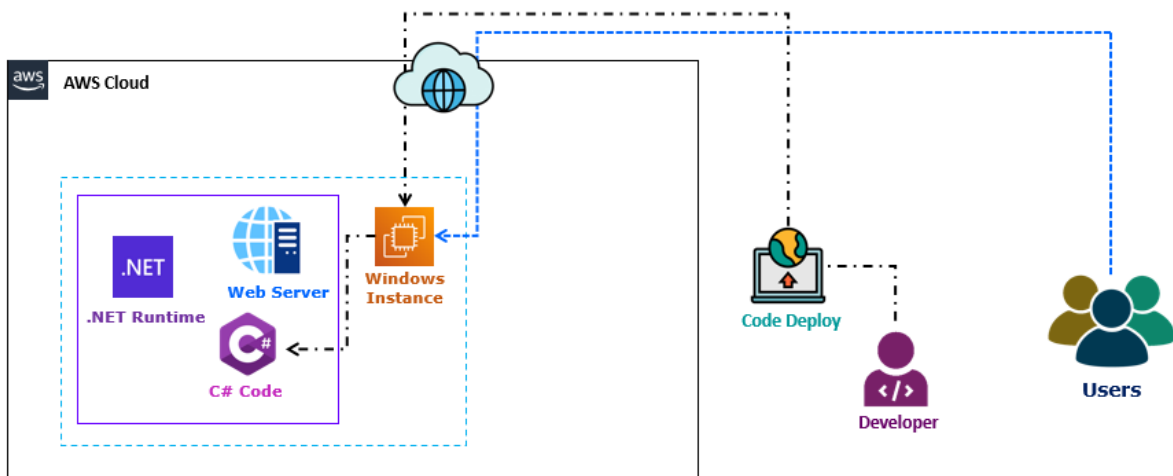 aws
AWS Cloud
.NET
.NET Runtime
Web Server
Windows
Instance
C#
C# Code
Code Deploy
</>
Developer
Users